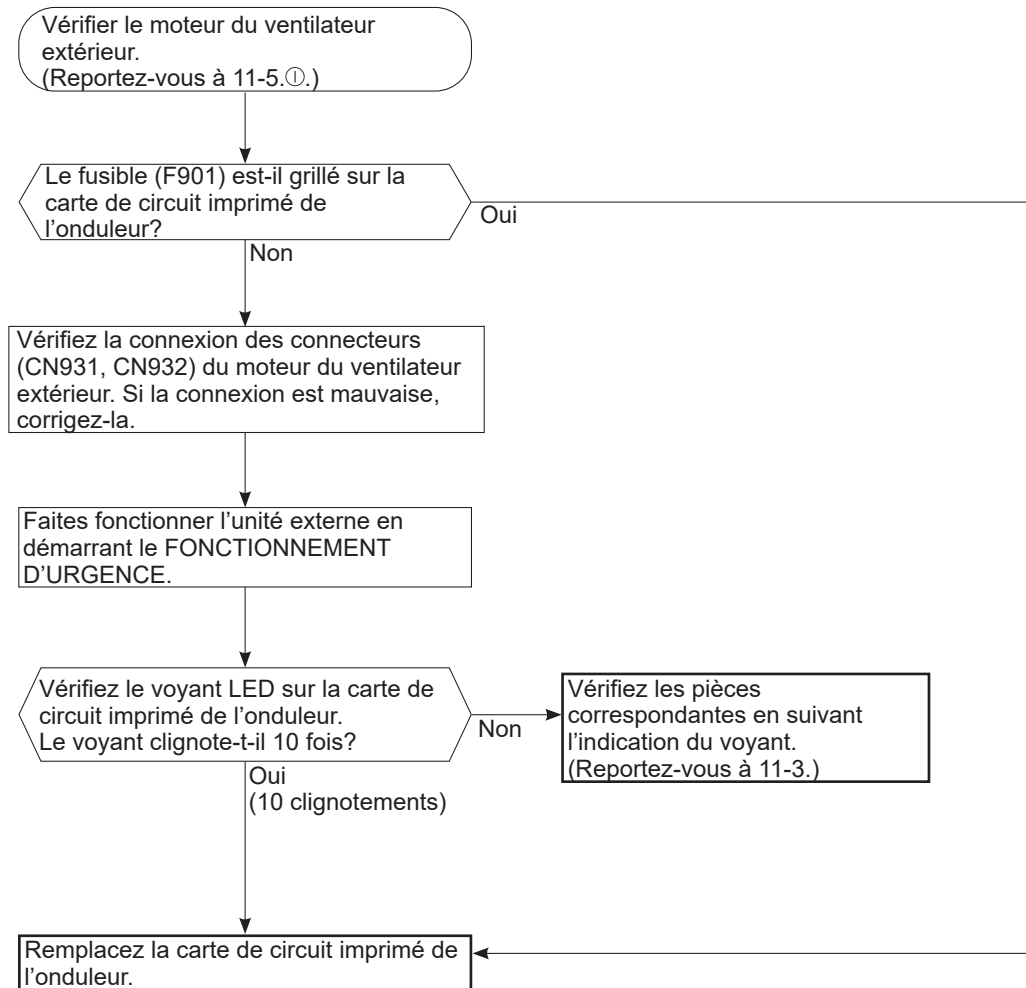 Vérifier le moteur du ventilateur
extérieur.
(Reportez-vous à 11-5.Ⓘ.)
Le fusible (F901) est-il grillé sur la
carte de circuit imprimé de
l’onduleur?
Oui
Non
Vérifiez la connexion des connecteurs
(CN931, CN932) du moteur du ventilateur
extérieur. Si la connexion est mauvaise,
corrigez-la.
Faites fonctionner l’unité externe en
démarrant le FONCTIONNEMENT
D’URGENCE.
Vérifiez le voyant LED sur la carte de
circuit imprimé de l’onduleur.
Le voyant clignote-t-il 10 fois?
Non
Vérifiez les pièces
correspondantes en suivant
l’indication du voyant.
(Reportez-vous à 11-3.)
Oui
(10 clignotements)
Remplacez la carte de circuit imprimé de
l’onduleur.